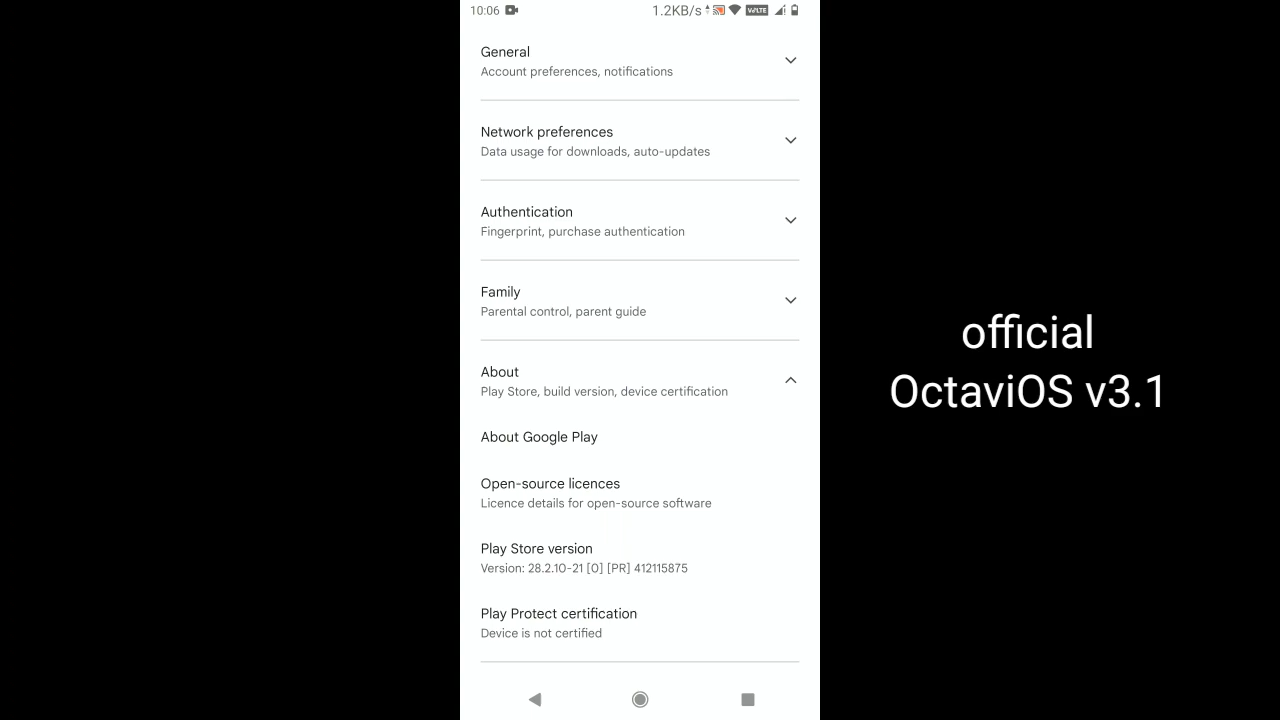 10:06
1.2KB/s
VoLTE
General
Account preferences, notifications
Network preferences
Data usage for downloads, auto-updates
Authentication
Fingerprint, purchase authentication
Family
Parental control, parent guide
About
Play Store, build version, device certification
About Google Play
Open-source licences
Licence details for open-source software
Play Store version
Version: 28.2.10-21 [0] [PR] 412115875
Play Protect certification
Device is not certified
official
OctaviOS v3.1